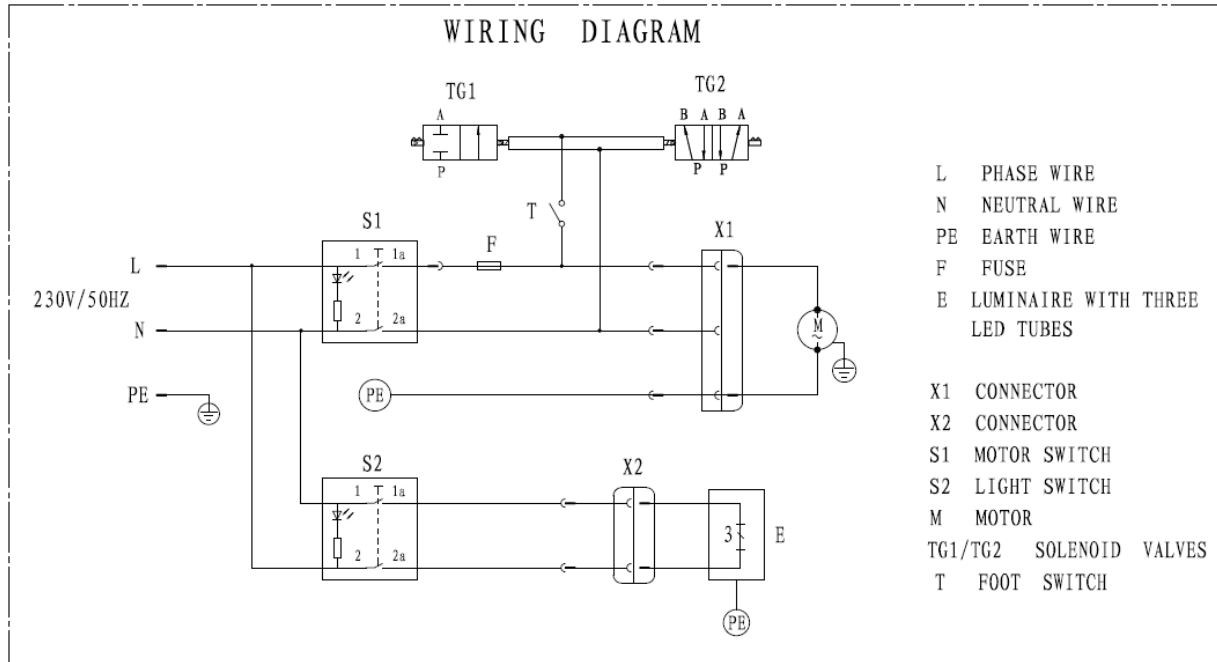 WIRING DIAGRAM
TG1
TG2
A
B A B A
P
P P
T
S1
F
X1
1 1a
L
230V/50HZ
2 2a
N
M
~
PE
PE
S2
X2
1 1a
3 E
2 2a
PE
L PHASE WIRE
N NEUTRAL WIRE
PE EARTH WIRE
F FUSE
E LUMINAIRE WITH THREE
LED TUBES
X1 CONNECTOR
X2 CONNECTOR
S1 MOTOR SWITCH
S2 LIGHT SWITCH
M MOTOR
TG1/TG2 SOLENOID VALVES
T FOOT SWITCH